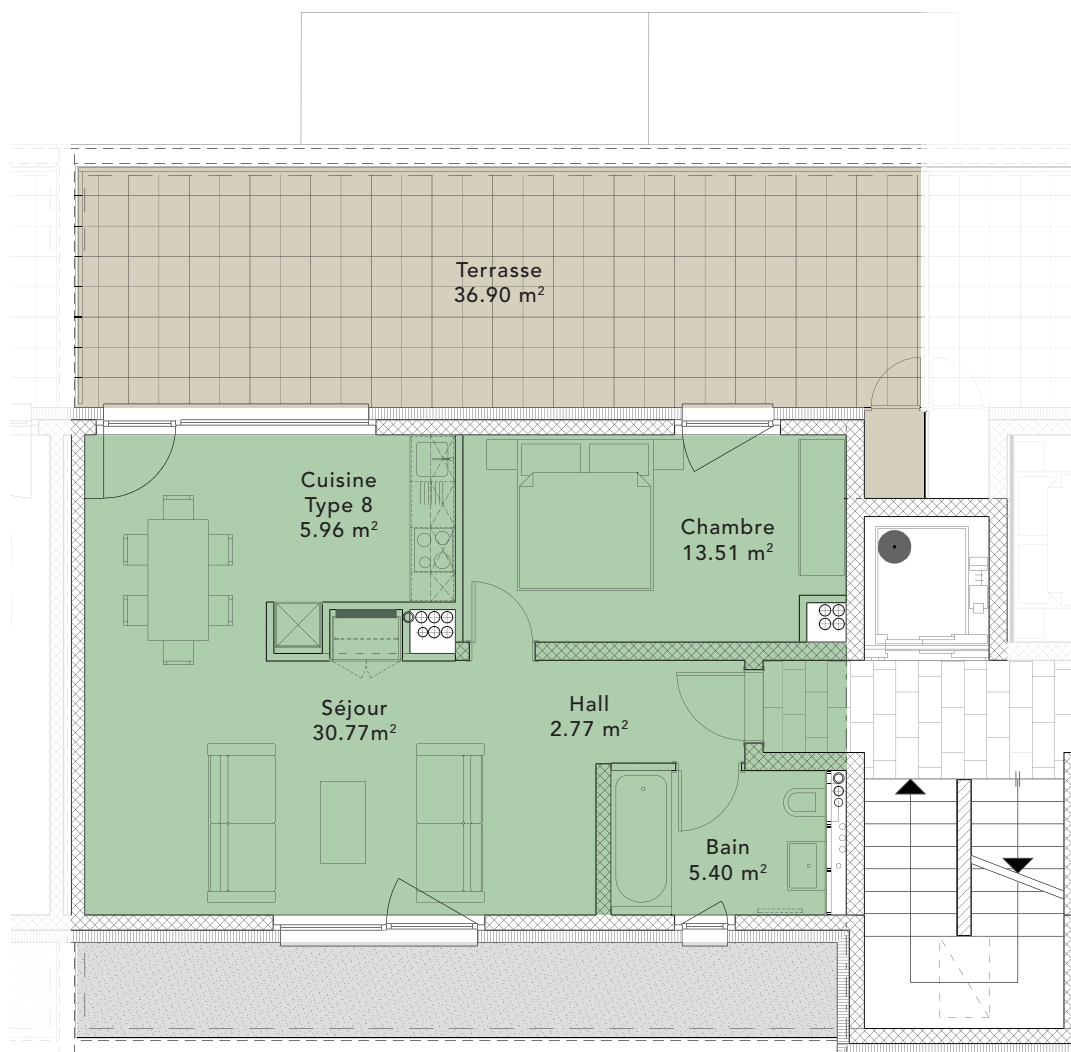 Terrasse
36.90 m²
Cuisine
Type 8
5.96 m²
Chambre
13.51 m²
Séjour
30.77m²
Hall
2.77 m²
Bain
5.40 m²